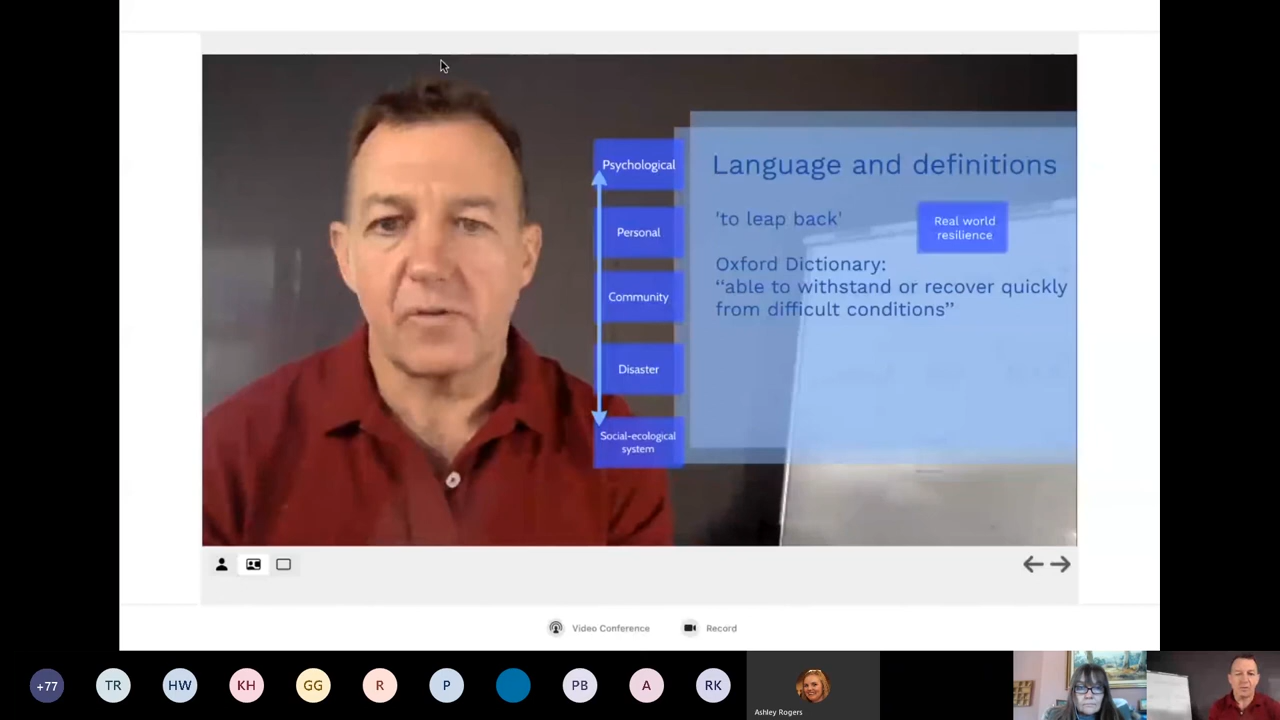 Psychological
Personal
Community
Disaster
Social-ecological
system
Language and definitions
'to leap back'
Real world
resilience
Oxford Dictionary:
“able to withstand or recover quickly
from difficult conditions”
Video Conference
Record
+77
TR
HW
KH
GG
R
P
PB
A
RK
Ashley Rogers